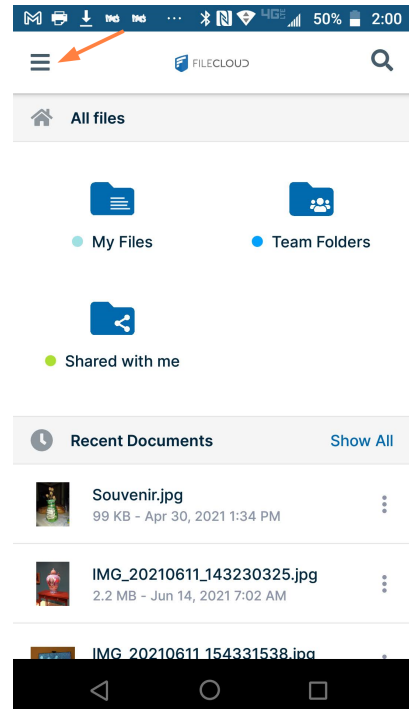 4G 50% 2:00
FILECLOUD
All files
My Files
Team Folders
Shared with me
Recent Documents
Show All
Souvenir.jpg
99 KB - Apr 30, 2021 1:34 PM
IMG_20210611_143230325.jpg
2.2 MB - Jun 14, 2021 7:02 AM
IMG_20210611_154331538.jpg